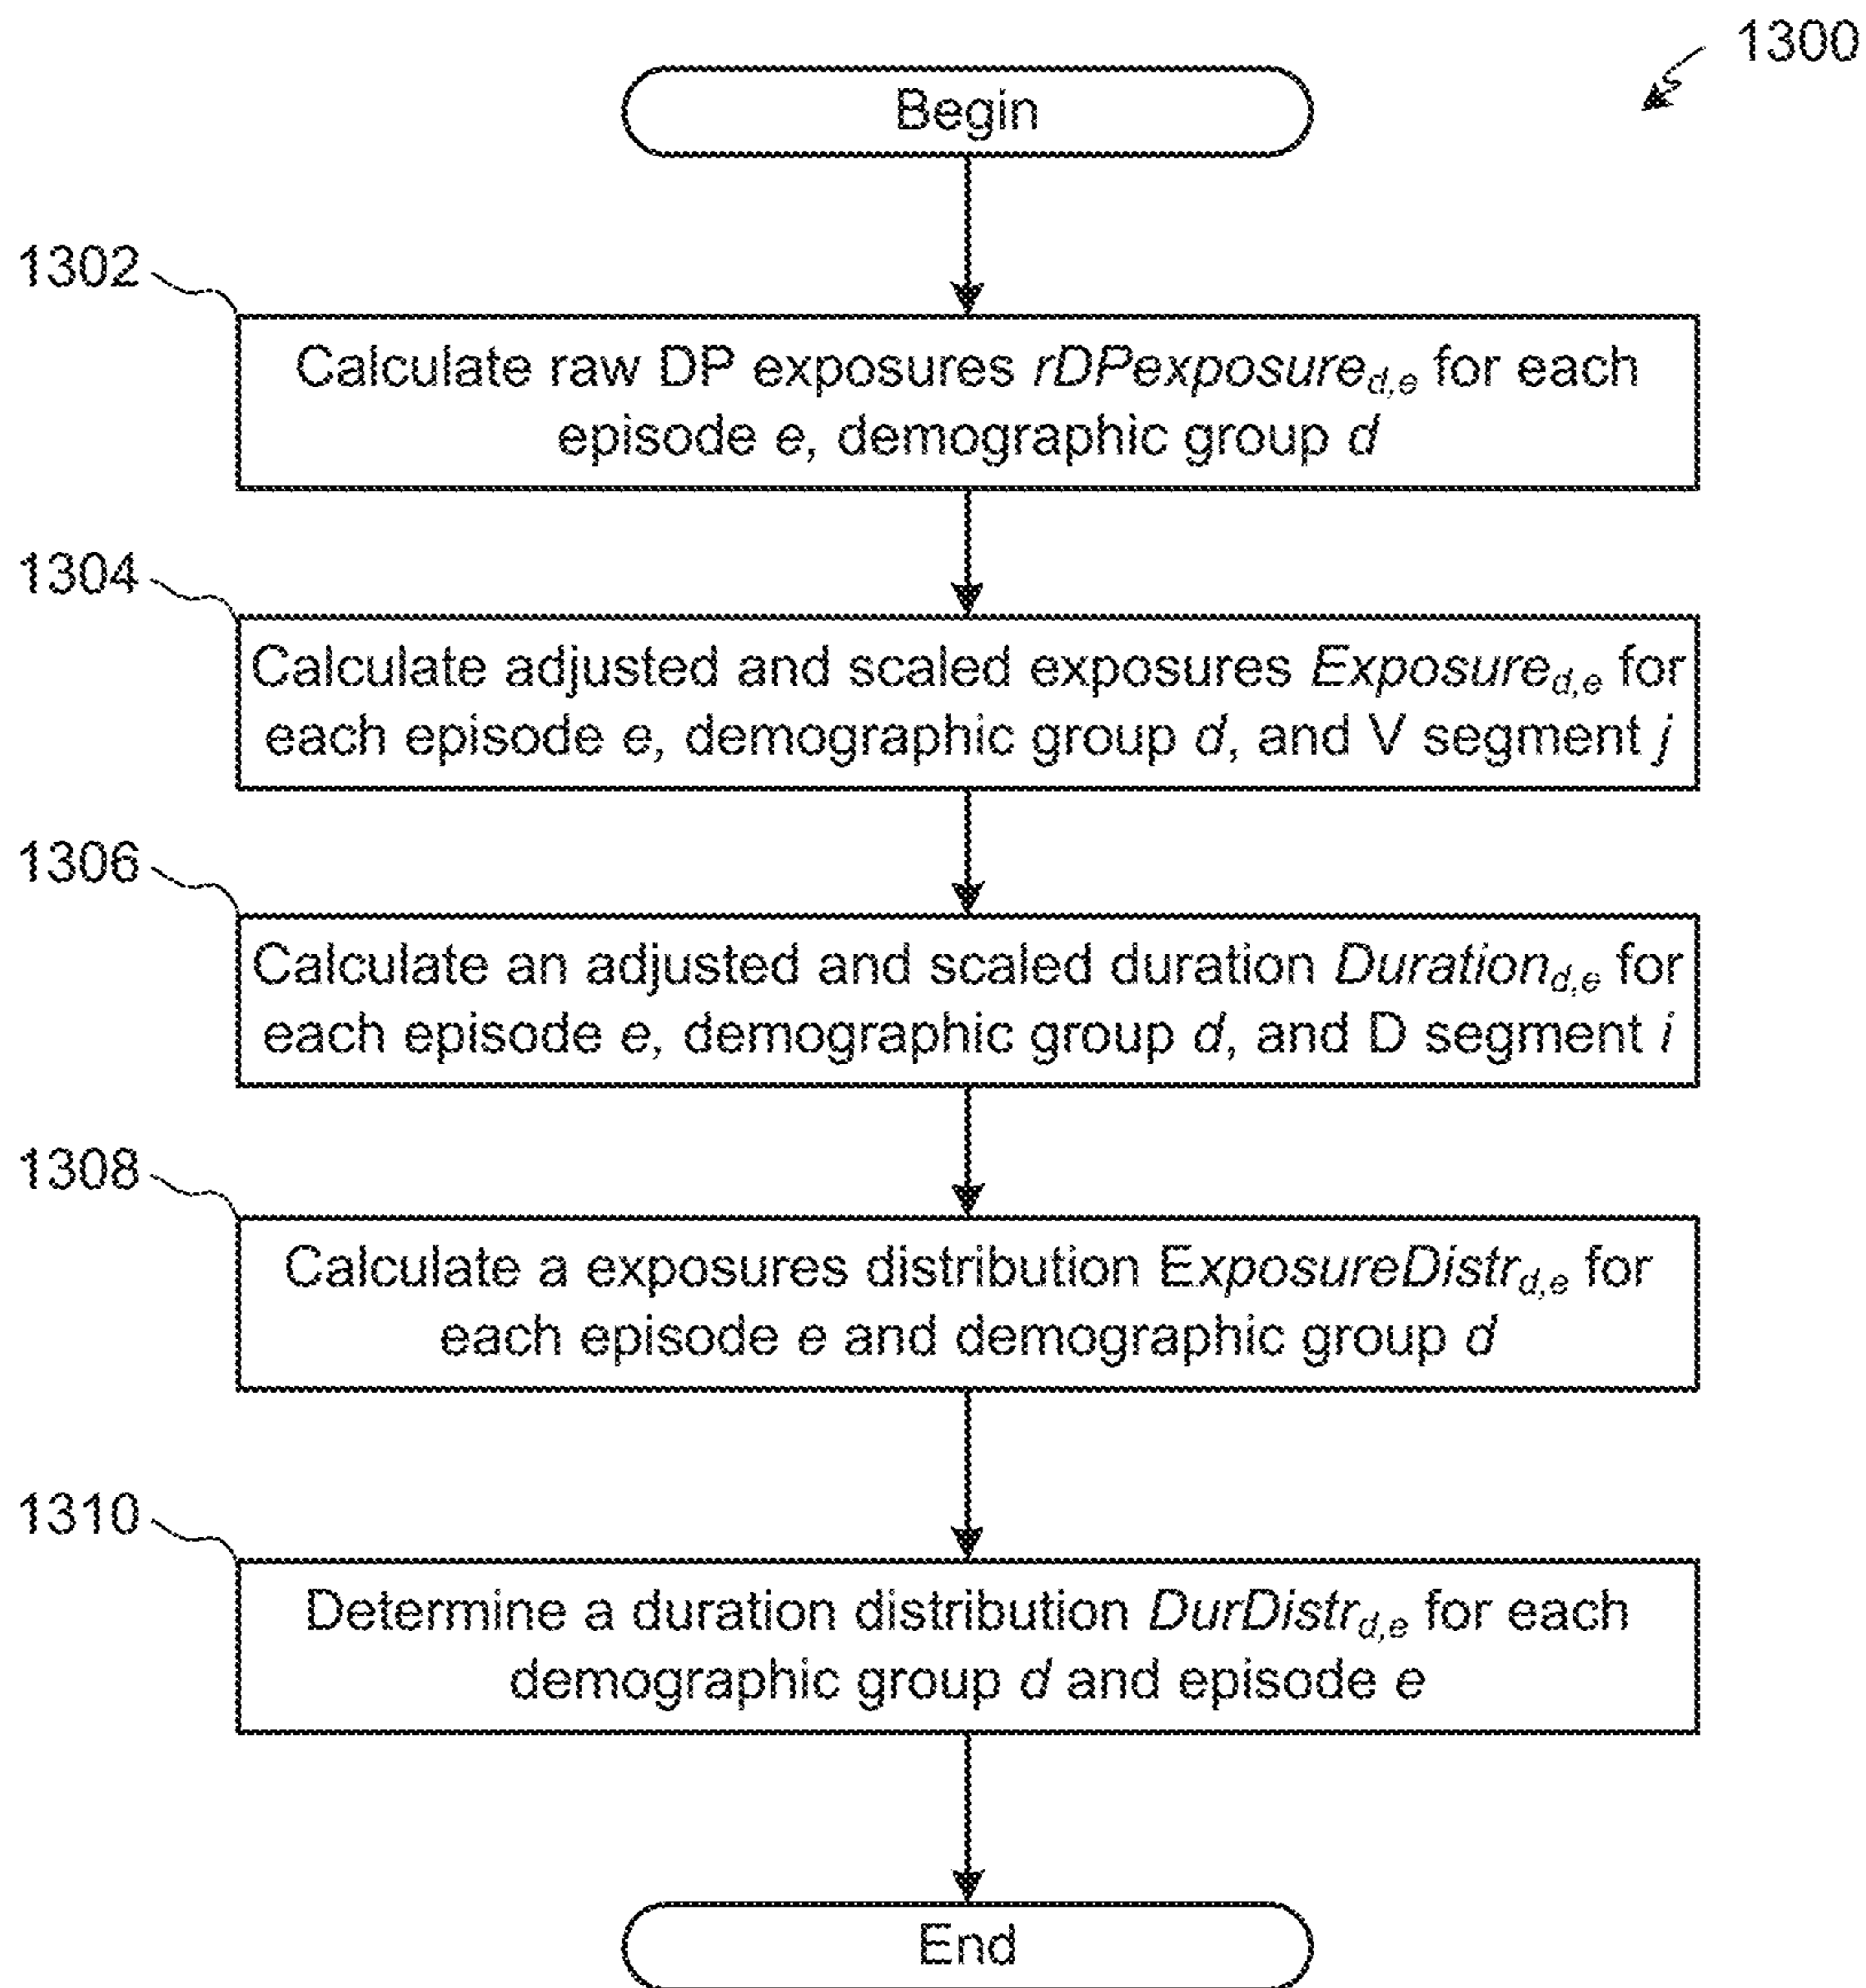 1300
Begin
1302
Calculate raw DP exposures rDPexposured,e for each
episode e, demographic group d
1304
Calculate adjusted and scaled exposures Exposured,e for
each episode e, demographic group d, and V segment j
1306
Calculate an adjusted and scaled duration Durationd,e for
each episode e, demographic group d, and D segment i
1308
Calculate a exposures distribution ExposureDistrd,e for
each episode e and demographic group d
1310
Determine a duration distribution DurDistrd,e for each
demographic group d and episode e
End